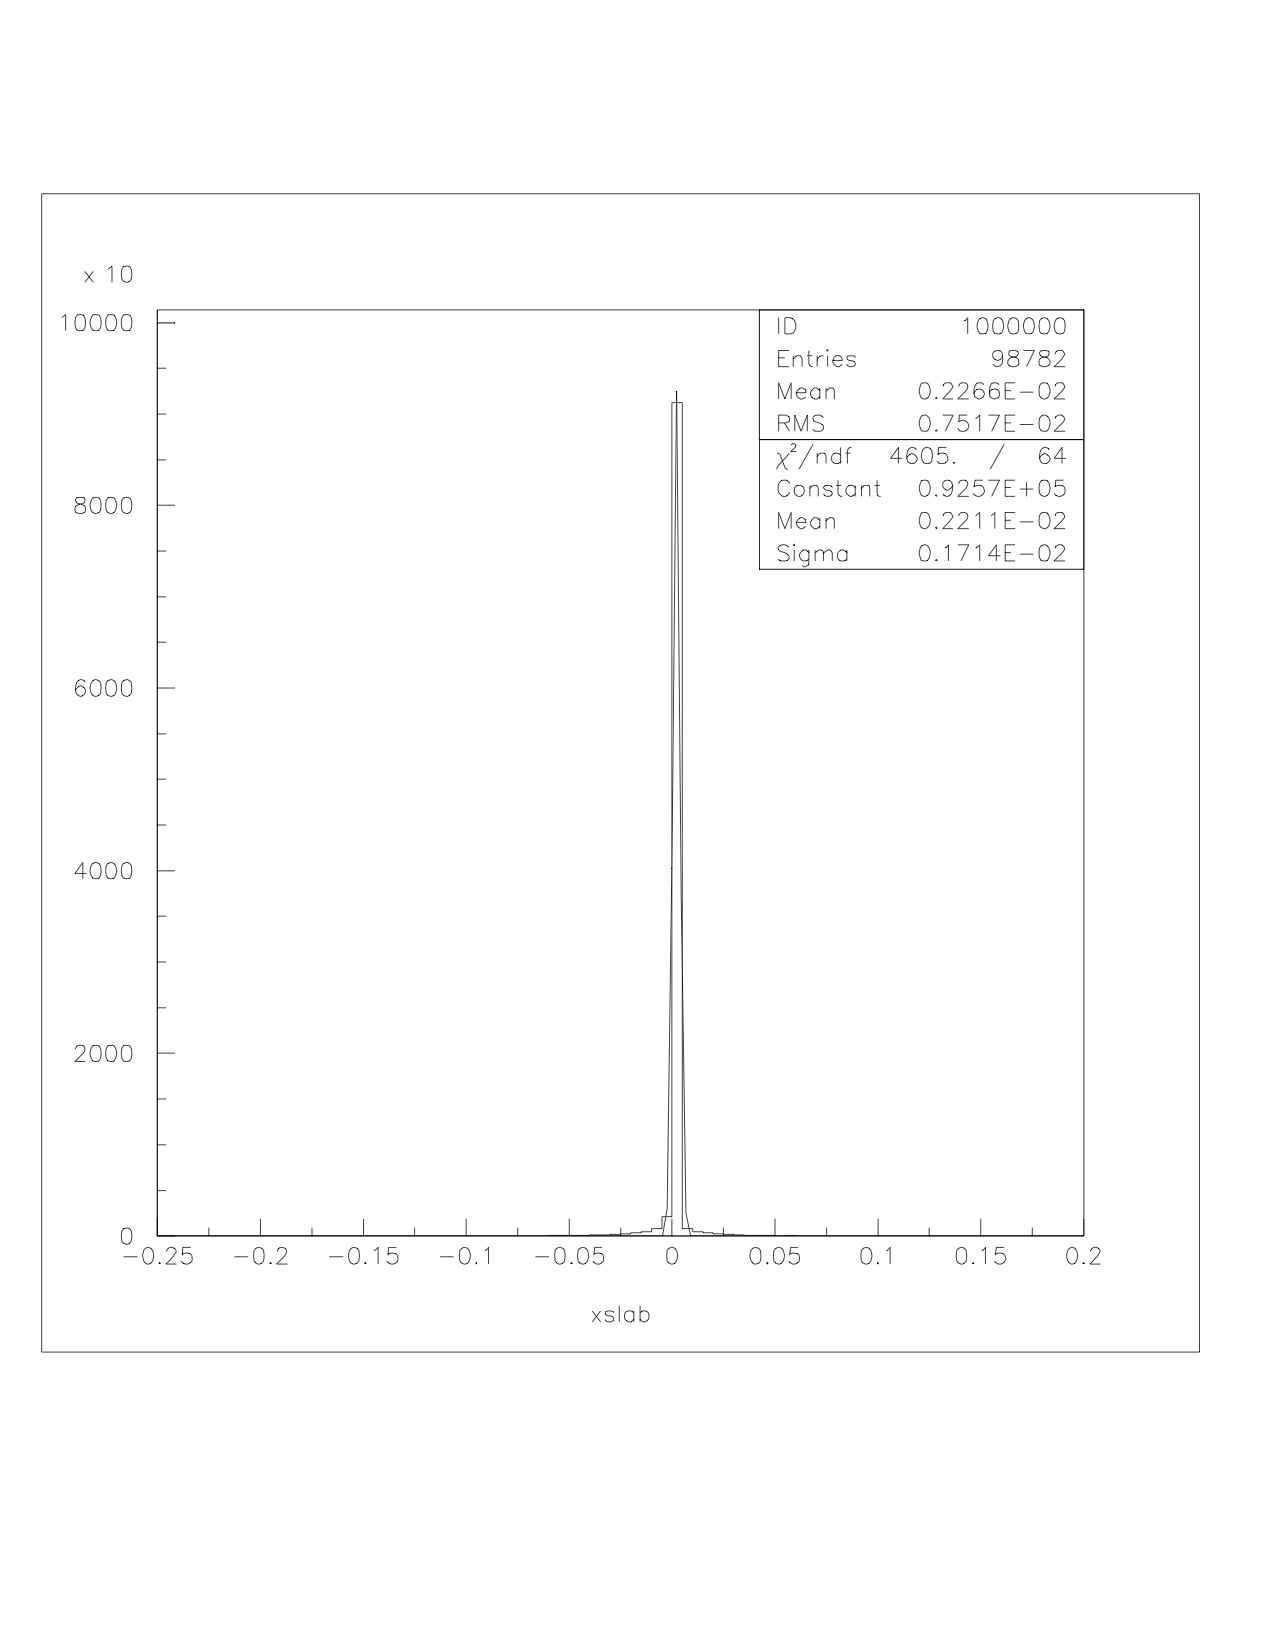 x 10
10000
8000
6000
4000
2000
0
ID 1000000
Entries 98782
Mean 0.2266E−02
RMS 0.7517E−02
χ²/ndf 4605. / 64
Constant 0.9257E+05
Mean 0.2211E−02
Sigma 0.1714E−02
−0.25 −0.2 −0.15 −0.1 −0.05 0 0.05 0.1 0.15 0.2
xslab